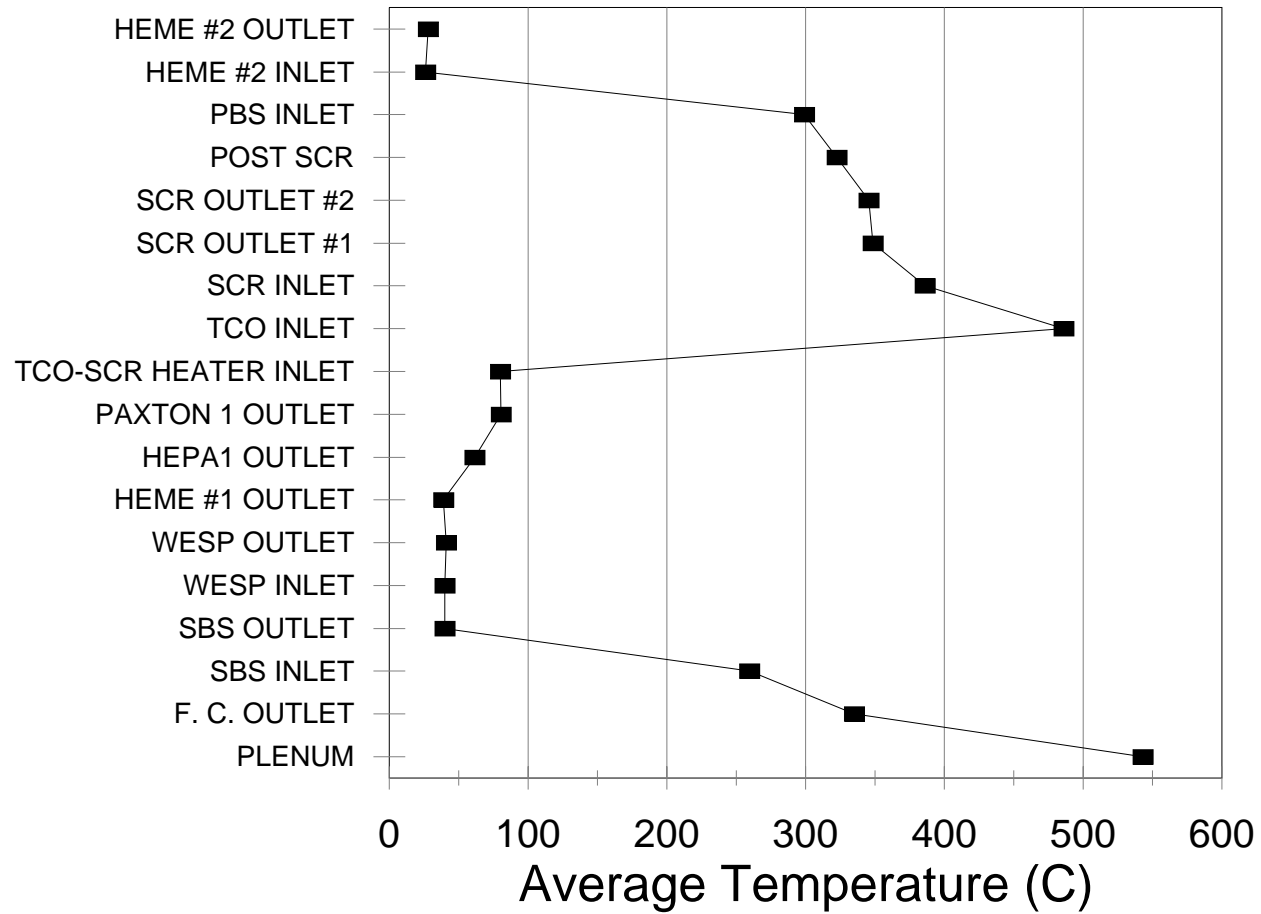 HEME #2 OUTLET
HEME #2 INLET
PBS INLET
POST SCR
SCR OUTLET #2
SCR OUTLET #1
SCR INLET
TCO INLET
TCO-SCR HEATER INLET
PAXTON 1 OUTLET
HEPA1 OUTLET
HEME #1 OUTLET
WESP OUTLET
WESP INLET
SBS OUTLET
SBS INLET
F. C. OUTLET
PLENUM
0 100 200 300 400 500 600
Average Temperature (C)